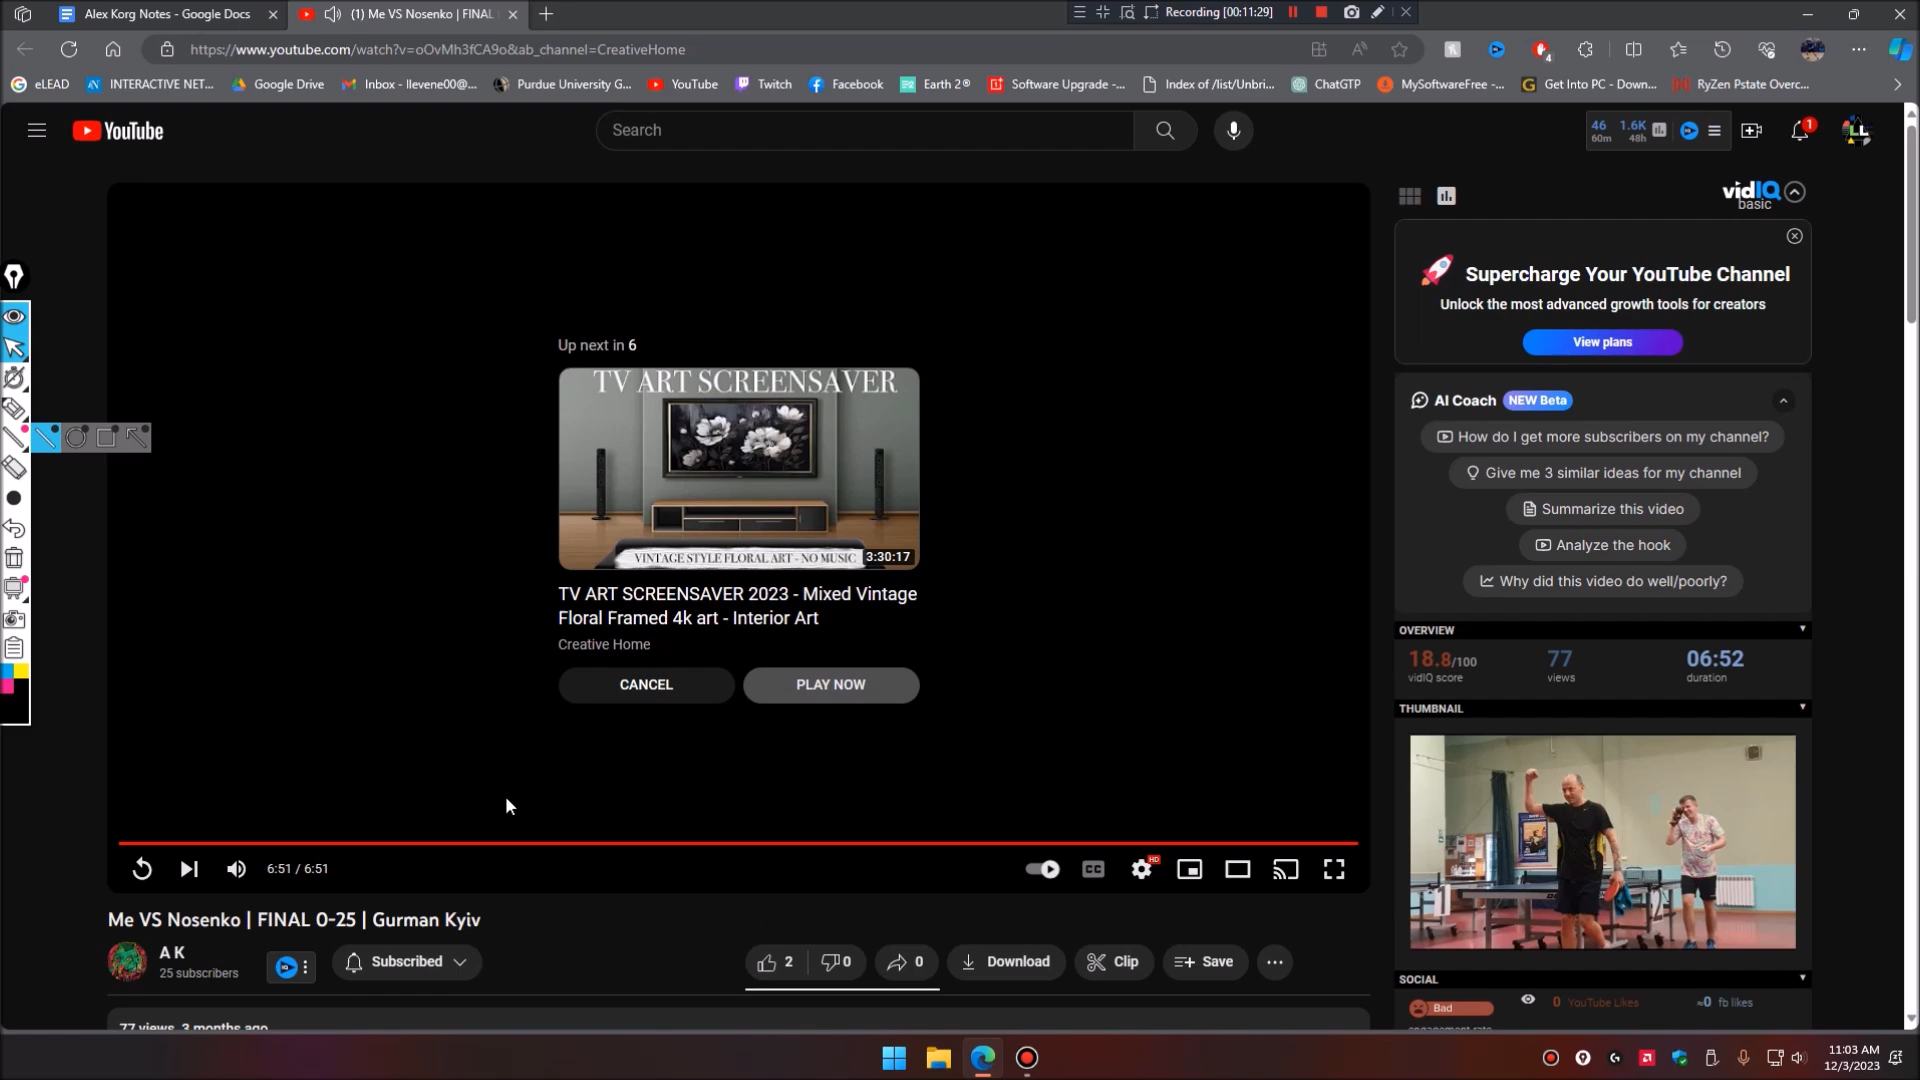 Alex Korg Notes - Google Docs
(1) Me VS Nosenko | FINAL
Recording [00:11:29]
https://www.youtube.com/watch?v=oOvMh3fCA9o&ab_channel=CreativeHome
4
eLEAD
INTERACTIVE NET...
Google Drive
Inbox - llevene00@...
Purdue University G...
YouTube
Twitch
Facebook
Earth 2®
Software Upgrade -...
Index of /list/Unbri...
ChatGTP
MySoftwareFree -...
Get Into PC - Down...
RyZen Pstate Overc...
YouTube
Search
46 1.6K
60m 48h
1
LL
vidIQ
basic
Supercharge Your YouTube Channel
Unlock the most advanced growth tools for creators
View plans
Up next in 6
TV ART SCREENSAVER
VINTAGE STYLE FLORAL ART - NO MUSIC
3:30:17
TV ART SCREENSAVER 2023 - Mixed Vintage
Floral Framed 4k art - Interior Art
Creative Home
CANCEL
PLAY NOW
AI Coach NEW Beta
How do I get more subscribers on my channel?
Give me 3 similar ideas for my channel
Summarize this video
Analyze the hook
Why did this video do well/poorly?
OVERVIEW
18.8/100 77 06:52
vidIQ score views duration
THUMBNAIL
6:51 / 6:51
CC
HD
Me VS Nosenko | FINAL 0-25 | Gurman Kyiv
A K
25 subscribers
Subscribed
2
0
0
Download
Clip
Save
SOCIAL
Bad
0 YouTube Likes
≈0 fb likes
engagement rate
77 views 3 months ago
11:03 AM
12/3/2023